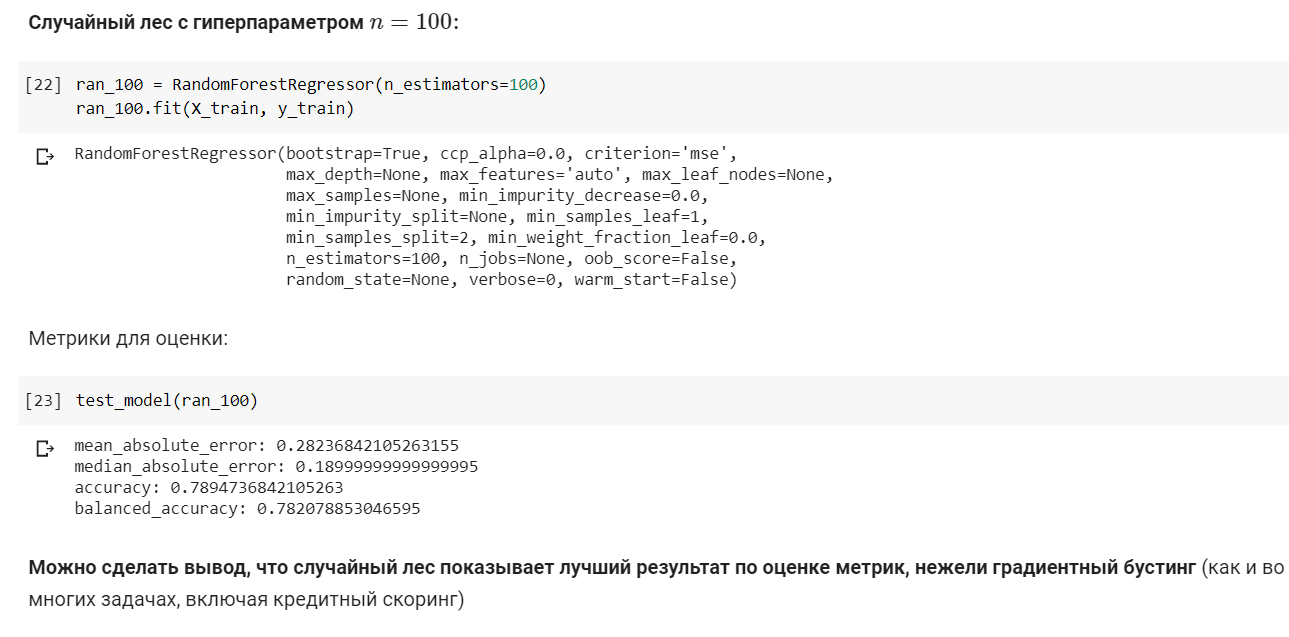 Случайный лес с гиперпараметром n = 100:
[22] ran_100 = RandomForestRegressor(n_estimators=100)
ran_100.fit(X_train, y_train)
RandomForestRegressor(bootstrap=True, ccp_alpha=0.0, criterion='mse',
max_depth=None, max_features='auto', max_leaf_nodes=None,
max_samples=None, min_impurity_decrease=0.0,
min_impurity_split=None, min_samples_leaf=1,
min_samples_split=2, min_weight_fraction_leaf=0.0,
n_estimators=100, n_jobs=None, oob_score=False,
random_state=None, verbose=0, warm_start=False)
Метрики для оценки:
[23] test_model(ran_100)
mean_absolute_error: 0.28236842105263155
median_absolute_error: 0.18999999999999995
accuracy: 0.7894736842105263
balanced_accuracy: 0.782078853046595
Можно сделать вывод, что случайный лес показывает лучший результат по оценке метрик, нежели градиентный бустинг (как и во
многих задачах, включая кредитный скоринг)